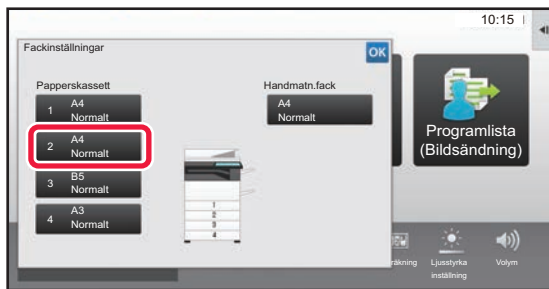 10:15
Fackinställningar
OK
Papperskassett
Handmatn.fack
1 A4
Normalt
A4
Normalt
2 A4
Normalt
3 B5
Normalt
4 A3
Normalt
1
2
3
4
Programlista
(Bildsändning)
räkning
Ljusstyrka
inställning
Volym